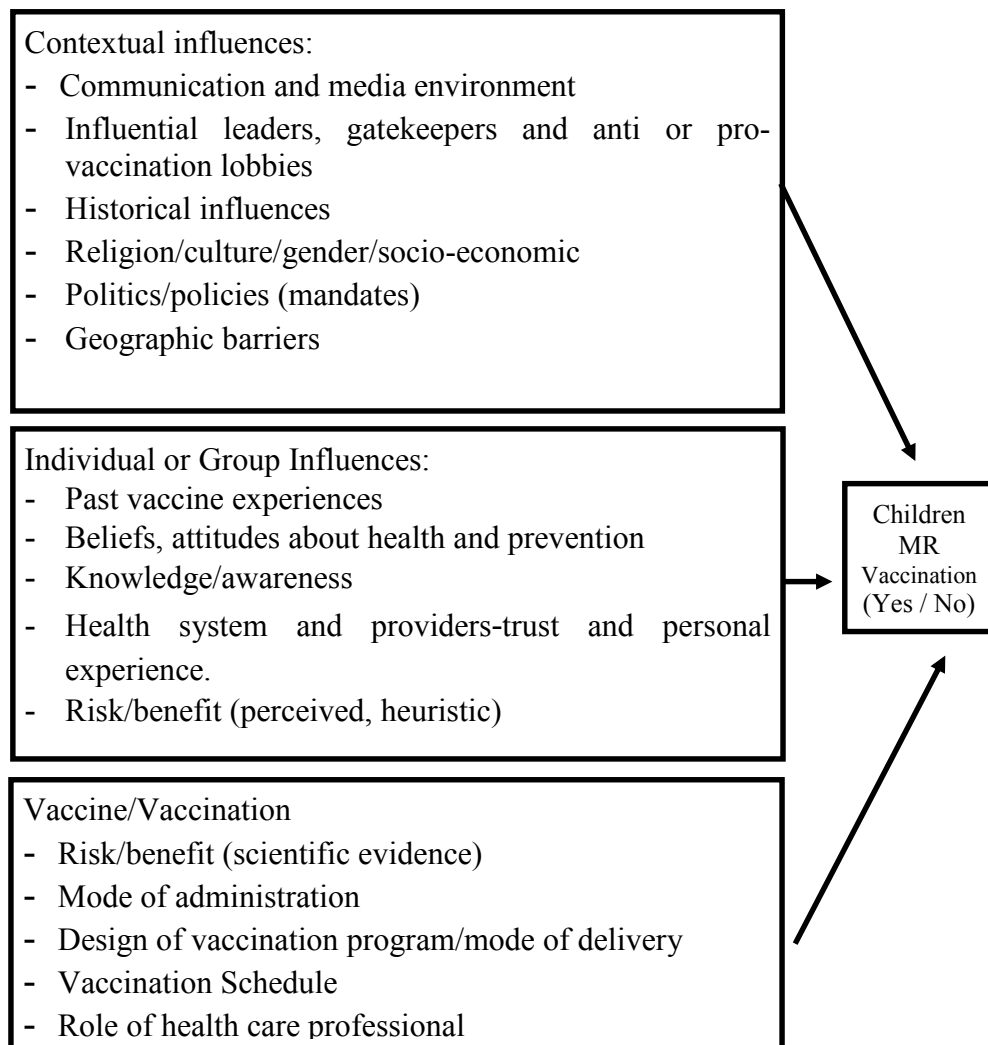 Contextual influences:
- Communication and media environment
- Influential leaders, gatekeepers and anti or pro-
vaccination lobbies
- Historical influences
- Religion/culture/gender/socio-economic
- Politics/policies (mandates)
- Geographic barriers
Individual or Group Influences:
- Past vaccine experiences
- Beliefs, attitudes about health and prevention
- Knowledge/awareness
- Health system and providers-trust and personal
experience.
- Risk/benefit (perceived, heuristic)
Vaccine/Vaccination
- Risk/benefit (scientific evidence)
- Mode of administration
- Design of vaccination program/mode of delivery
- Vaccination Schedule
- Role of health care professional
Children
MR
Vaccination
(Yes / No)